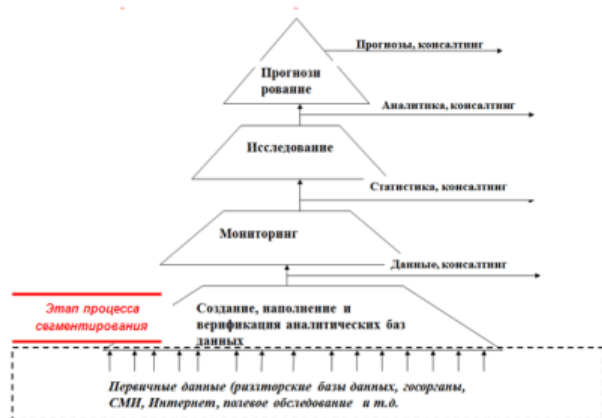 Прогнозы, консалтинг
Прогнози
рование
Аналитика, консалтинг
Исследование
Статистика, консалтинг
Мониторинг
Данные, консалтинг
Этап процесса
сегментирования
Создание, наполнение и
верификация аналитических баз
данных
Первичные данные (риэлторские базы данных, госорганы,
СМИ, Интернет, полевое обследование и т.д.